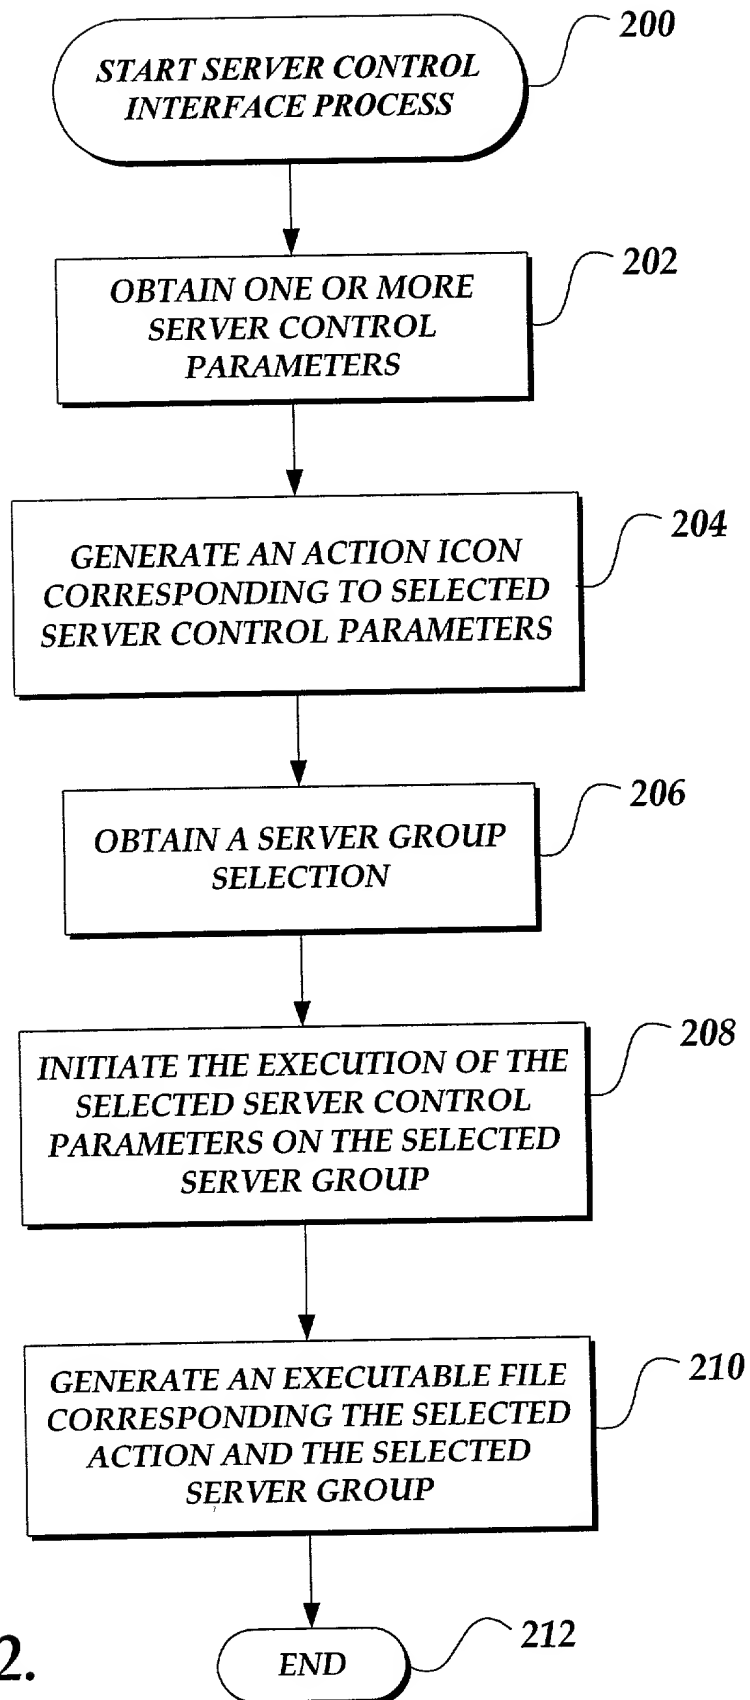 200
START SERVER CONTROL
INTERFACE PROCESS
202
OBTAIN ONE OR MORE
SERVER CONTROL
PARAMETERS
204
GENERATE AN ACTION ICON
CORRESPONDING TO SELECTED
SERVER CONTROL PARAMETERS
206
OBTAIN A SERVER GROUP
SELECTION
208
INITIATE THE EXECUTION OF THE
SELECTED SERVER CONTROL
PARAMETERS ON THE SELECTED
SERVER GROUP
210
GENERATE AN EXECUTABLE FILE
CORRESPONDING THE SELECTED
ACTION AND THE SELECTED
SERVER GROUP
212
END
2.